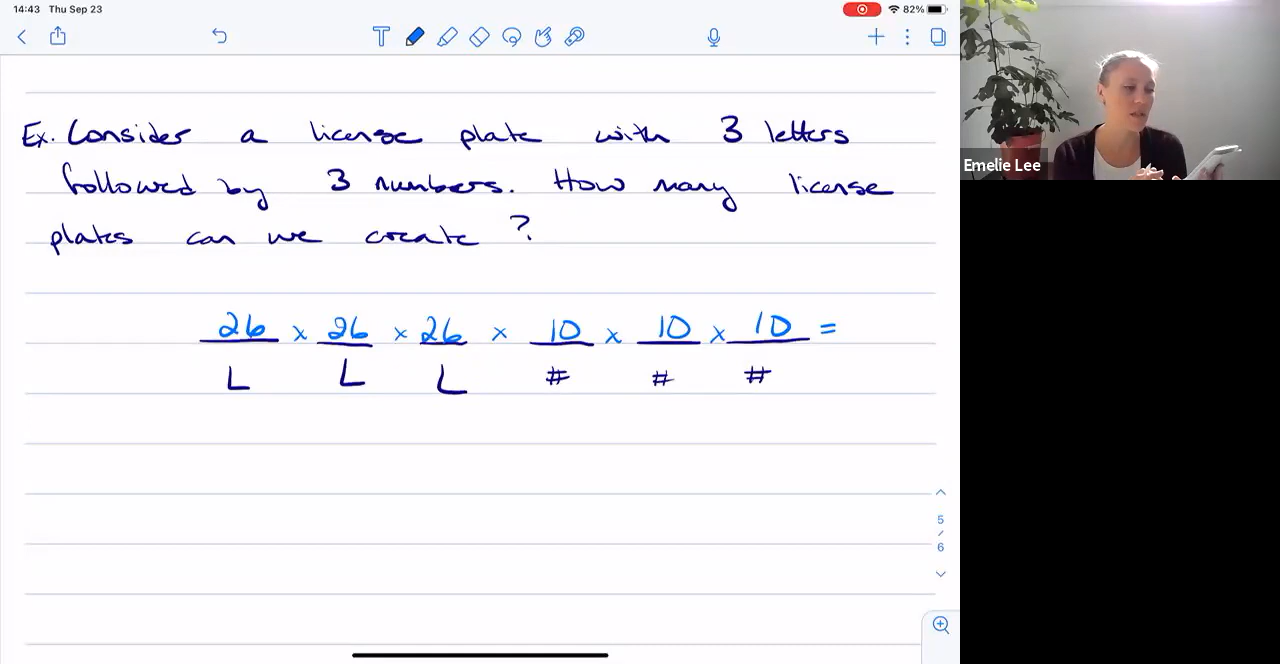 14:43 Thu Sep 23
82%
T
Emelie Lee
Ex. Consider a license plate with 3 letters
followed by 3 numbers. How many license
plates can we create?
26 × 26 × 26 × 10 × 10 × 10 =
L L L # # #
5
/
6